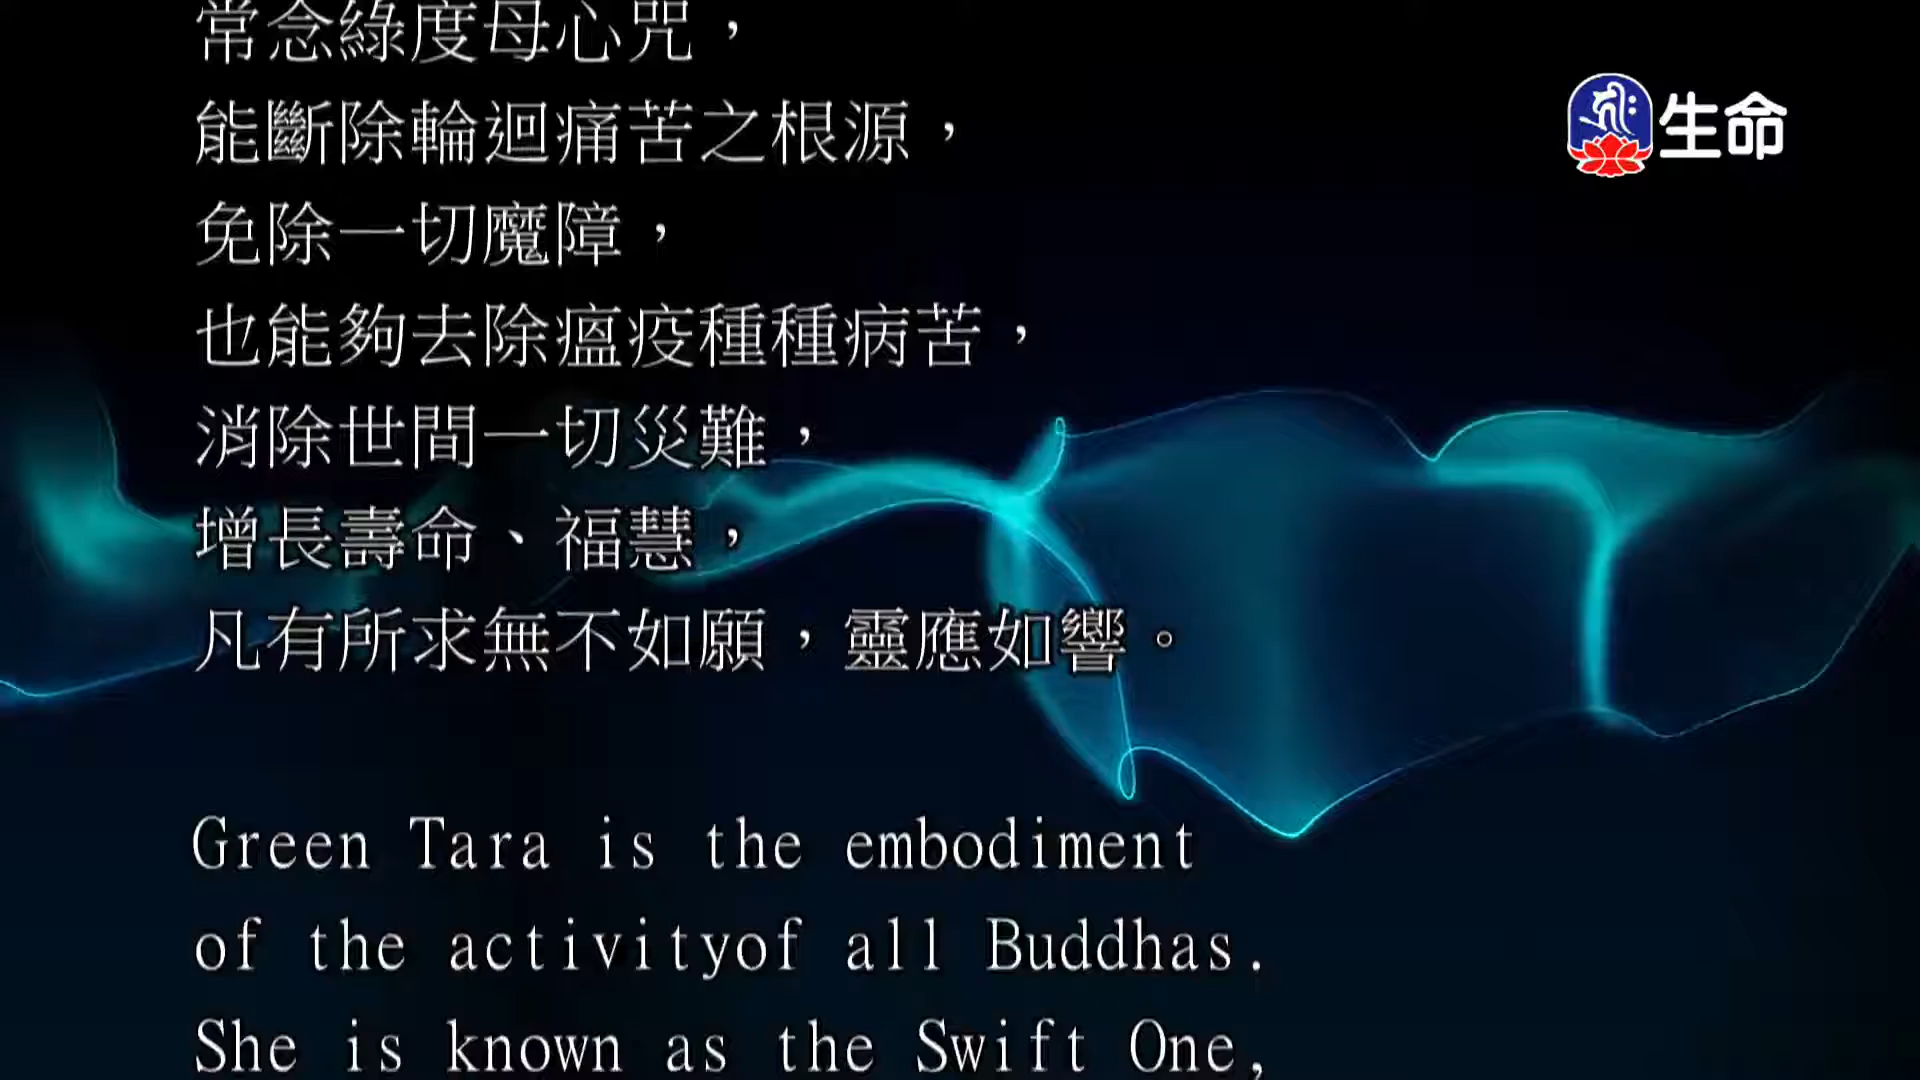 常念綠度母心咒，
能斷除輪迴痛苦之根源，
免除一切魔障，
也能夠去除瘟疫種種病苦，
消除世間一切災難，
增長壽命、福慧，
凡有所求無不如願，靈應如響。
Green Tara is the embodiment
of the activityof all Buddhas.
She is known as the Swift One,
生命